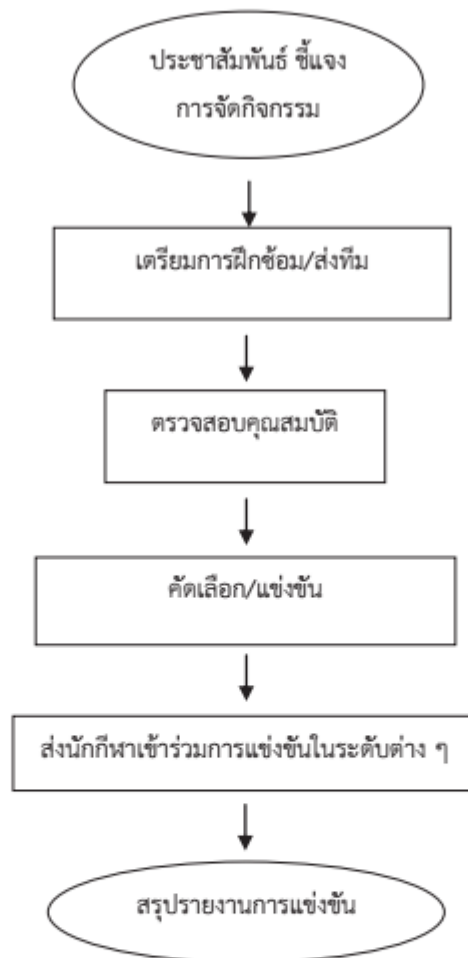 ประชาสัมพันธ์ ชี้แจง
การจัดกิจกรรม
เตรียมการฝึกซ้อม/ส่งทีม
ตรวจสอบคุณสมบัติ
คัดเลือก/แข่งขัน
ส่งนักกีฬาเข้าร่วมการแข่งขันในระดับต่าง ๆ
สรุปรายงานการแข่งขัน